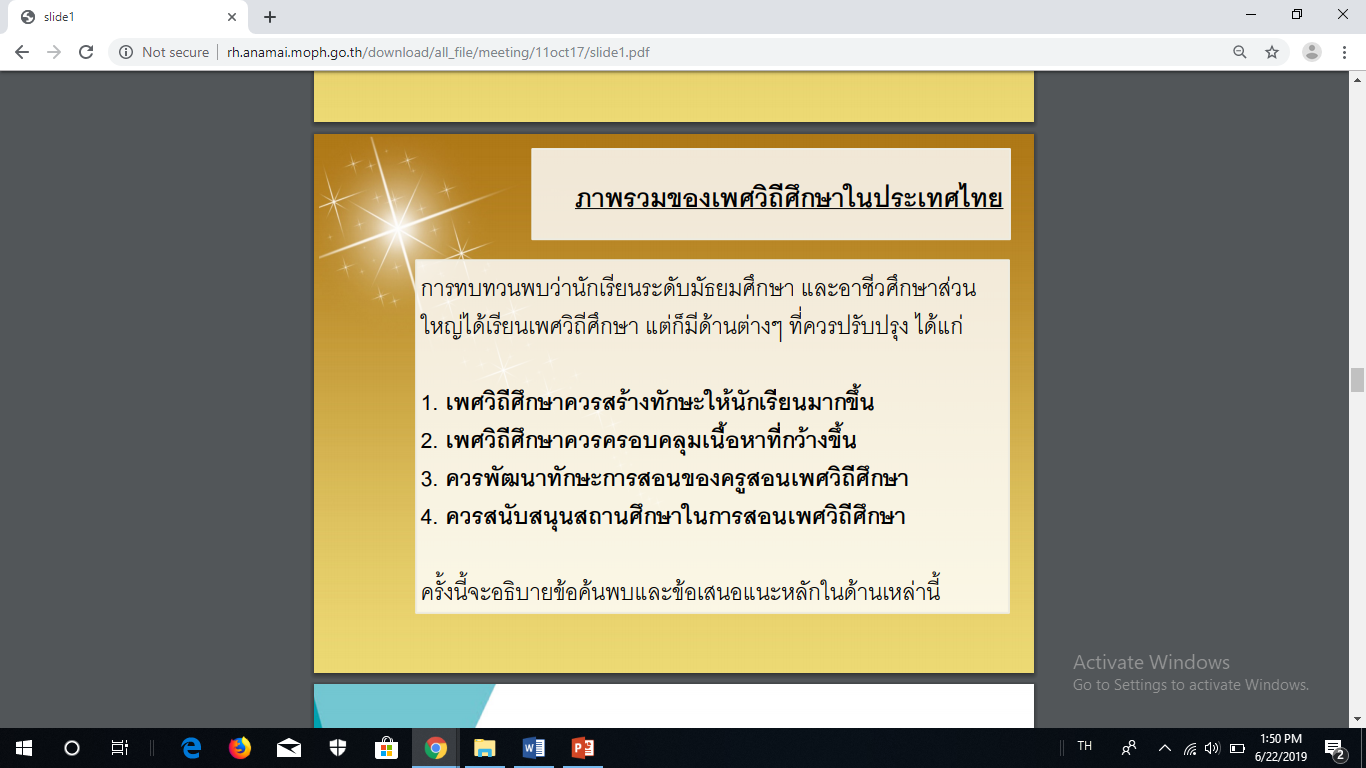 slide1
Not secure
rh.anamai.moph.go.th/download/all_file/meeting/11oct17/slide1.pdf
ภาพรวมของเพศวิถีศึกษาในประเทศไทย
การทบทวนพบว่านักเรียนระดับมัธยมศึกษา และอาชีวศึกษาส่วน
ใหญ่ได้เรียนเพศวิถีศึกษา แต่ก็มีด้านต่างๆ ที่ควรปรับปรุง ได้แก่
1. เพศวิถีศึกษาควรสร้างทักษะให้นักเรียนมากขึ้น
2. เพศวิถีศึกษาควรครอบคลุมเนื้อหาที่กว้างขึ้น
3. ควรพัฒนาทักษะการสอนของครูสอนเพศวิถีศึกษา
4. ควรสนับสนุนสถานศึกษาในการสอนเพศวิถีศึกษา
ครั้งนี้จะอธิบายข้อค้นพบและข้อเสนอแนะหลักในด้านเหล่านี้
Activate Windows
Go to Settings to activate Windows.
TH
1:50 PM
6/22/2019
2